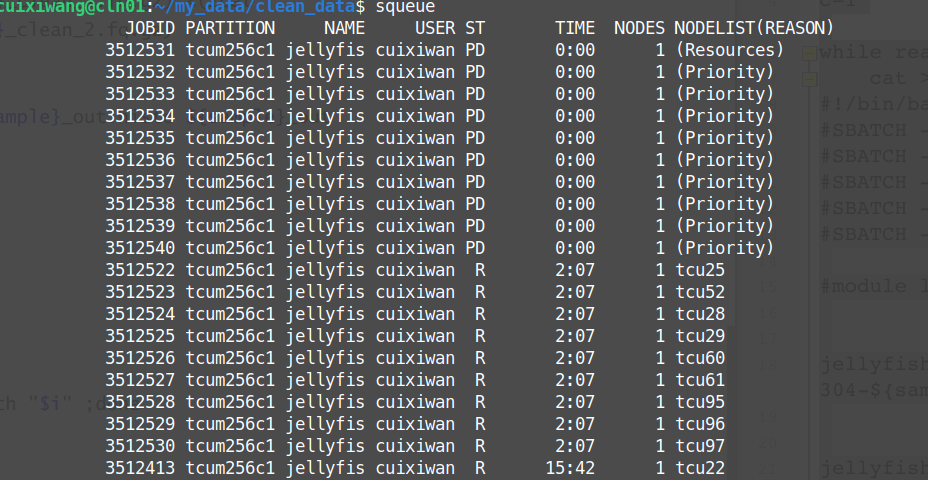 cuixiwang@cln01:~/my_data/clean_data$ squeue
JOBID PARTITION NAME USER ST TIME NODES NODELIST(REASON)
3512531 tcum256c1 jellyfis cuixiwan PD 0:00 1 (Resources)
3512532 tcum256c1 jellyfis cuixiwan PD 0:00 1 (Priority)
3512533 tcum256c1 jellyfis cuixiwan PD 0:00 1 (Priority)
3512534 tcum256c1 jellyfis cuixiwan PD 0:00 1 (Priority)
3512535 tcum256c1 jellyfis cuixiwan PD 0:00 1 (Priority)
3512536 tcum256c1 jellyfis cuixiwan PD 0:00 1 (Priority)
3512537 tcum256c1 jellyfis cuixiwan PD 0:00 1 (Priority)
3512538 tcum256c1 jellyfis cuixiwan PD 0:00 1 (Priority)
3512539 tcum256c1 jellyfis cuixiwan PD 0:00 1 (Priority)
3512540 tcum256c1 jellyfis cuixiwan PD 0:00 1 (Priority)
3512522 tcum256c1 jellyfis cuixiwan R 2:07 1 tcu25
3512523 tcum256c1 jellyfis cuixiwan R 2:07 1 tcu52
3512524 tcum256c1 jellyfis cuixiwan R 2:07 1 tcu28
3512525 tcum256c1 jellyfis cuixiwan R 2:07 1 tcu29
3512526 tcum256c1 jellyfis cuixiwan R 2:07 1 tcu60
3512527 tcum256c1 jellyfis cuixiwan R 2:07 1 tcu61
3512528 tcum256c1 jellyfis cuixiwan R 2:07 1 tcu95
3512529 tcum256c1 jellyfis cuixiwan R 2:07 1 tcu96
3512530 tcum256c1 jellyfis cuixiwan R 2:07 1 tcu97
3512413 tcum256c1 jellyfis cuixiwan R 15:42 1 tcu22
while rea
cat >
#!/bin/ba
#SBATCH -
#SBATCH -
#SBATCH -
#SBATCH -
#SBATCH -
#module l
jellyfish
304-${sam
jellyfish